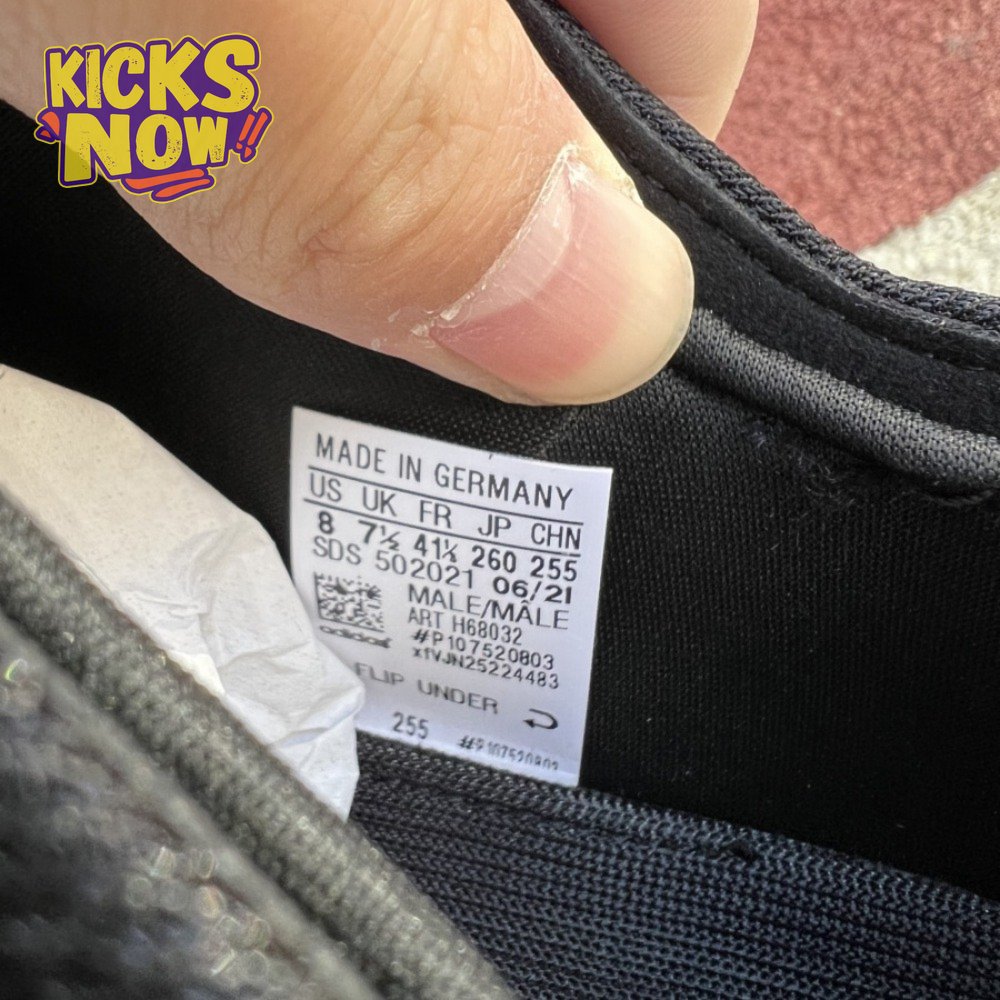 KICKS
NOW
MADE IN GERMANY
US UK FR JP CHN
8 7½ 41⅓ 260 255
SDS 502021 06/21
MALE/MÂLE
ART H68032
#P107520803
xfVJN25224483
adidas
FLIP UNDER
255 #P107520803